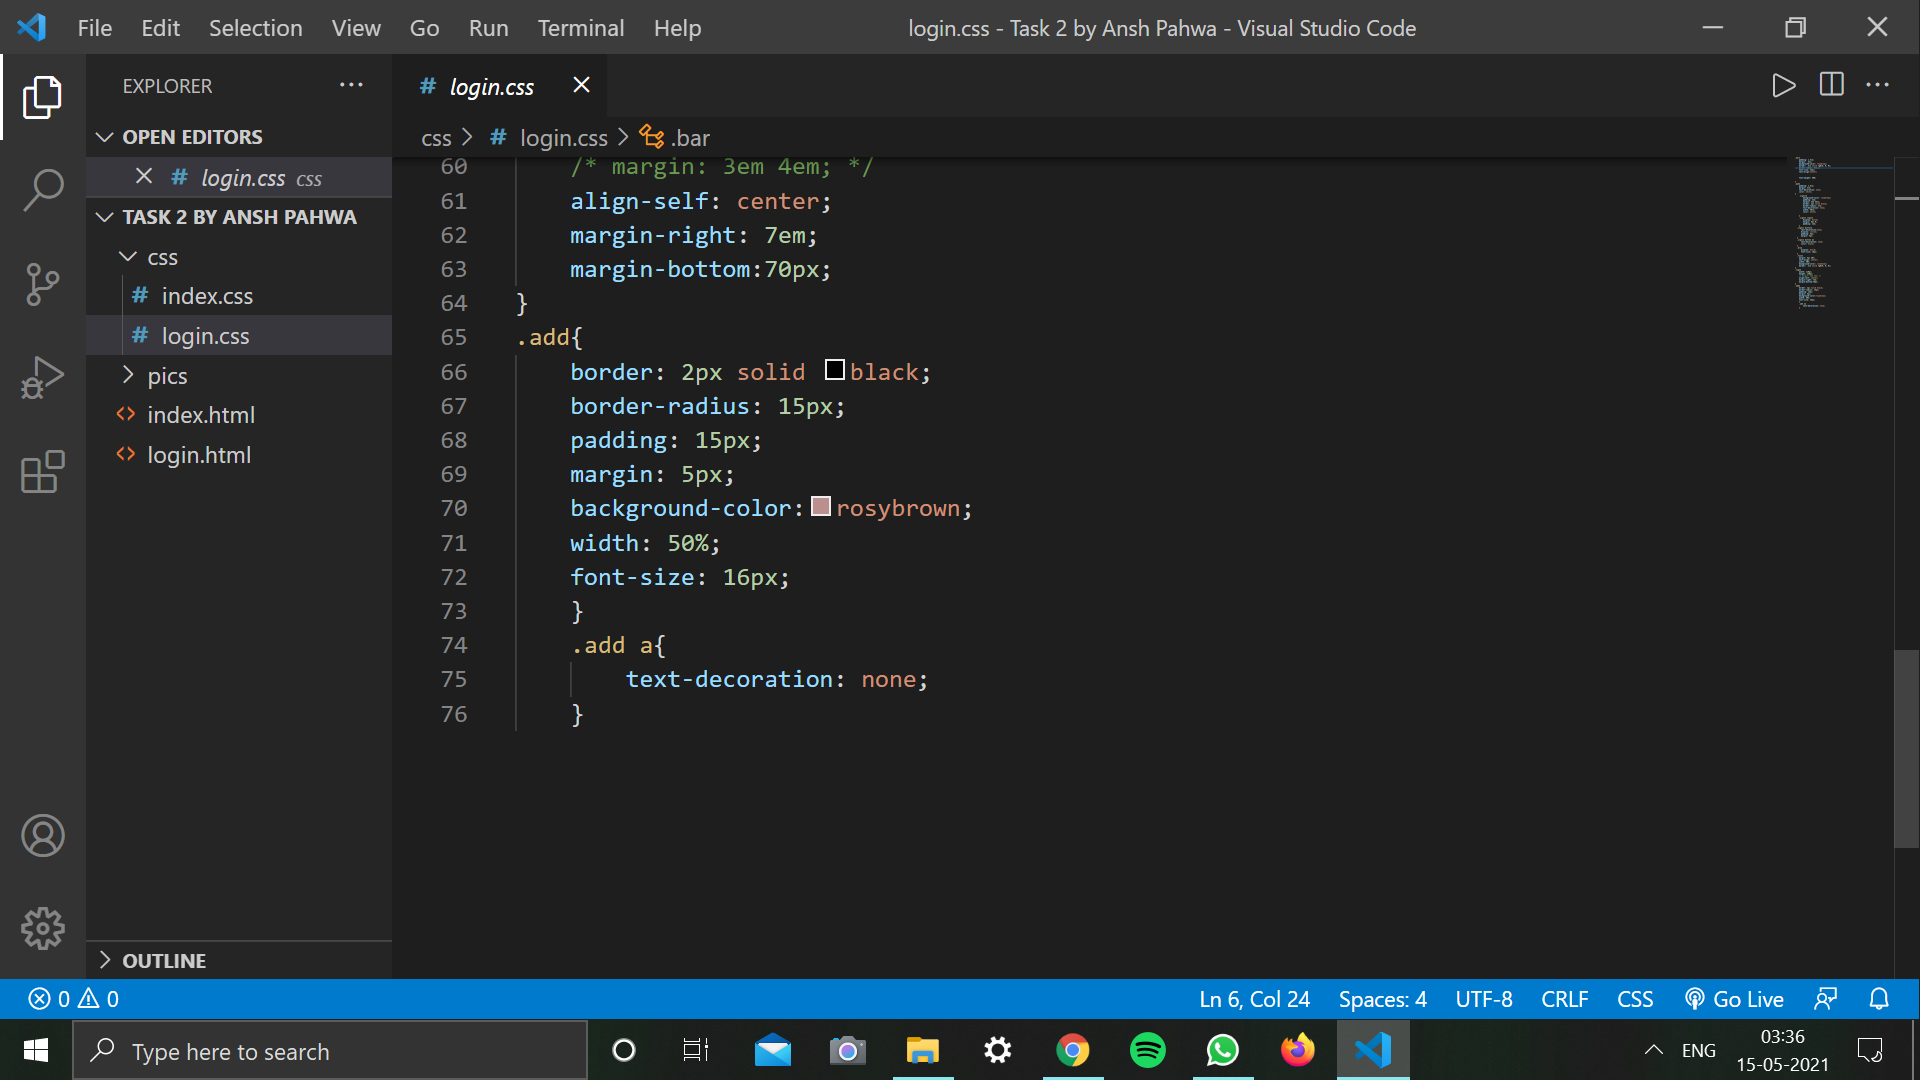 File Edit Selection View Go Run Terminal Help
login.css - Task 2 by Ansh Pahwa - Visual Studio Code
EXPLORER
OPEN EDITORS
# login.css css
TASK 2 BY ANSH PAHWA
css
# index.css
# login.css
pics
<> index.html
<> login.html
OUTLINE
# login.css
css > # login.css > .bar
60 /* margin: 3em 4em; */
61 align-self: center;
62 margin-right: 7em;
63 margin-bottom:70px;
64 }
65 .add{
66 border: 2px solid black;
67 border-radius: 15px;
68 padding: 15px;
69 margin: 5px;
70 background-color:rosybrown;
71 width: 50%;
72 font-size: 16px;
73 }
74 .add a{
75 text-decoration: none;
76 }
0 0
Ln 6, Col 24 Spaces: 4 UTF-8 CRLF CSS Go Live
Type here to search
ENG
03:36
15-05-2021